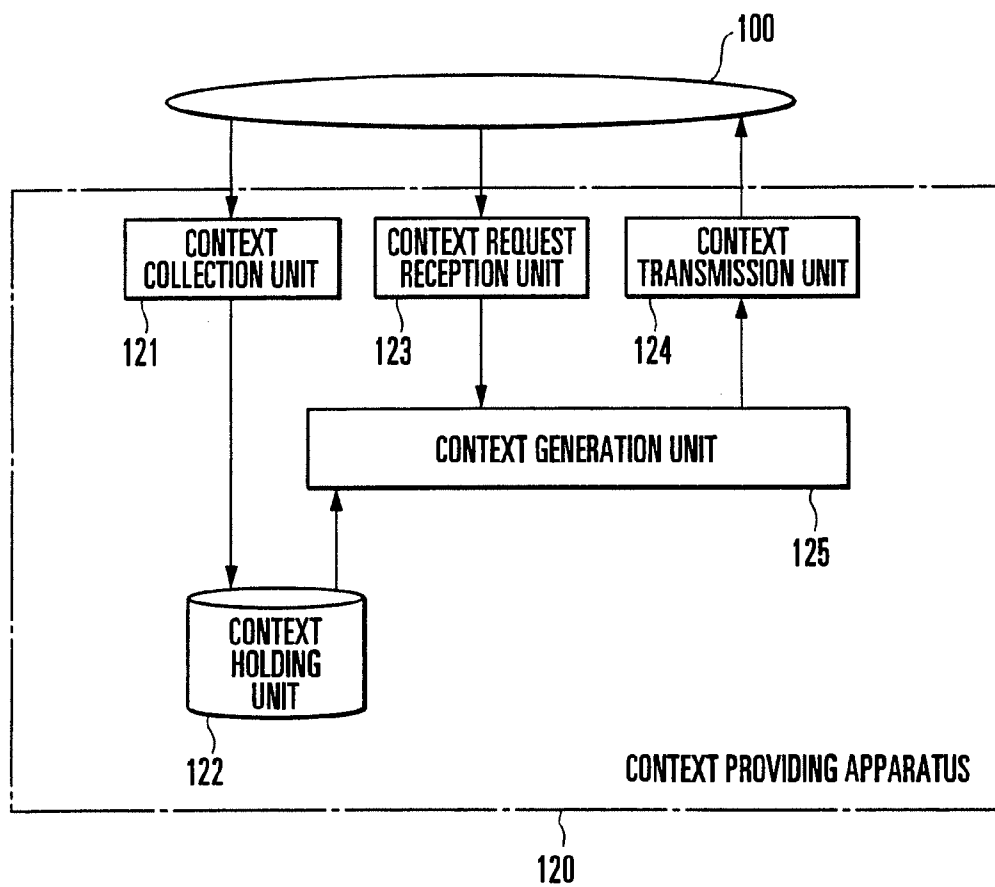 100
CONTEXT
COLLECTION UNIT
CONTEXT REQUEST
RECEPTION UNIT
CONTEXT
TRANSMISSION UNIT
121
123
124
CONTEXT GENERATION UNIT
125
CONTEXT
HOLDING
UNIT
122
CONTEXT PROVIDING APPARATUS
120